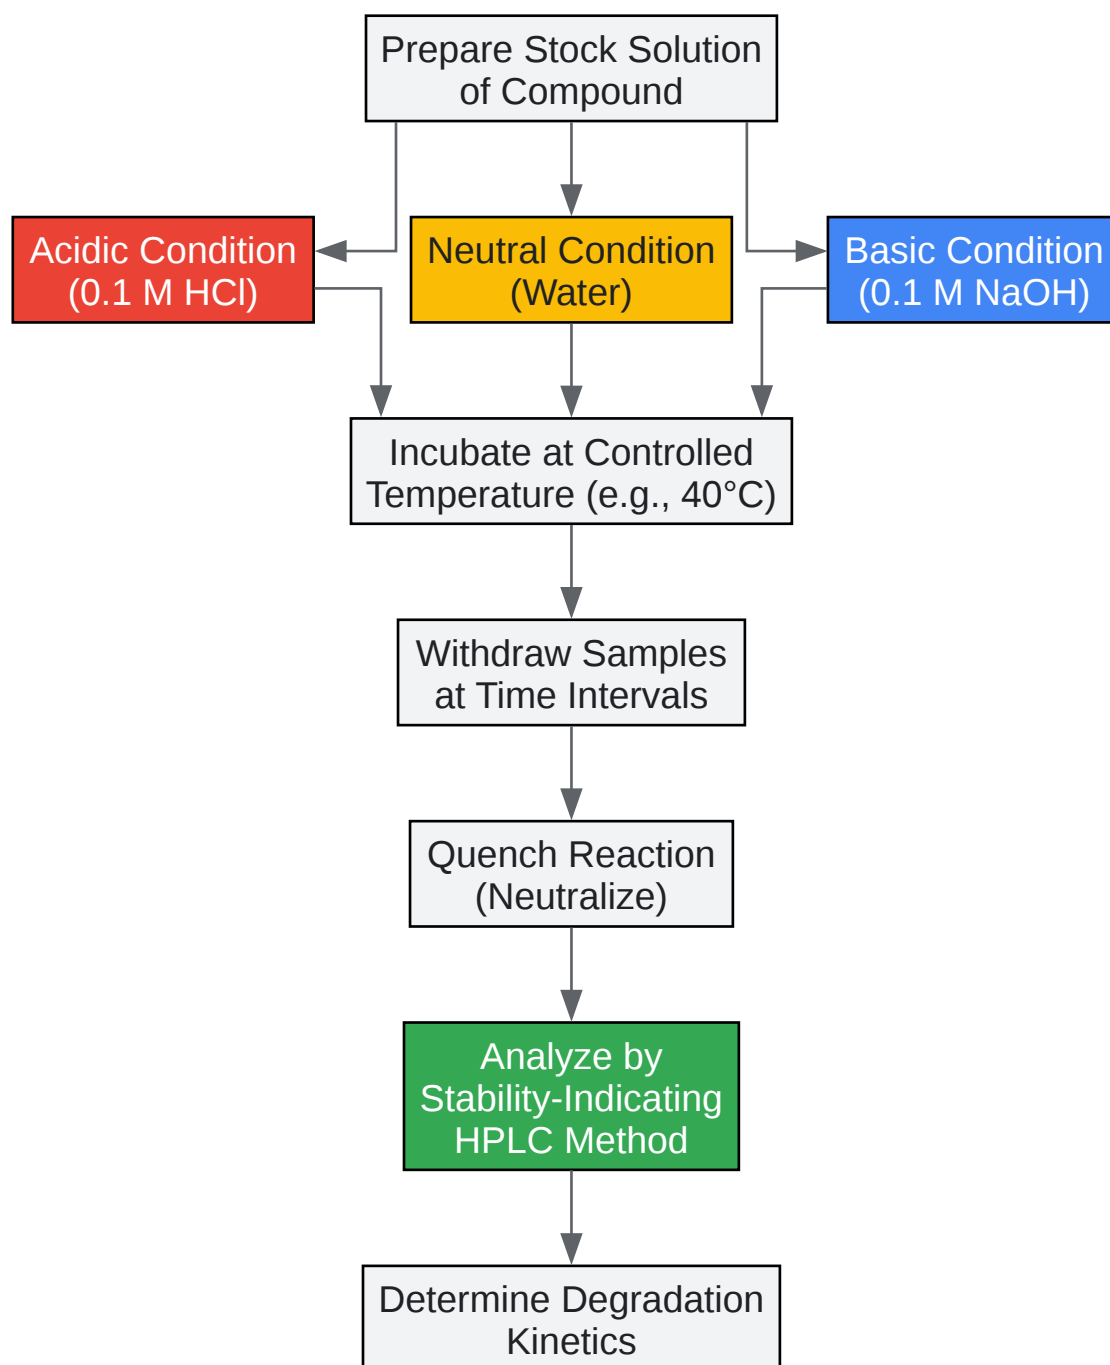 Prepare Stock Solution
of Compound
Acidic Condition
(0.1 M HCl)
Neutral Condition
(Water)
Basic Condition
(0.1 M NaOH)
Incubate at Controlled
Temperature (e.g., 40°C)
Withdraw Samples
at Time Intervals
Quench Reaction
(Neutralize)
Analyze by
Stability-Indicating
HPLC Method
Determine Degradation
Kinetics